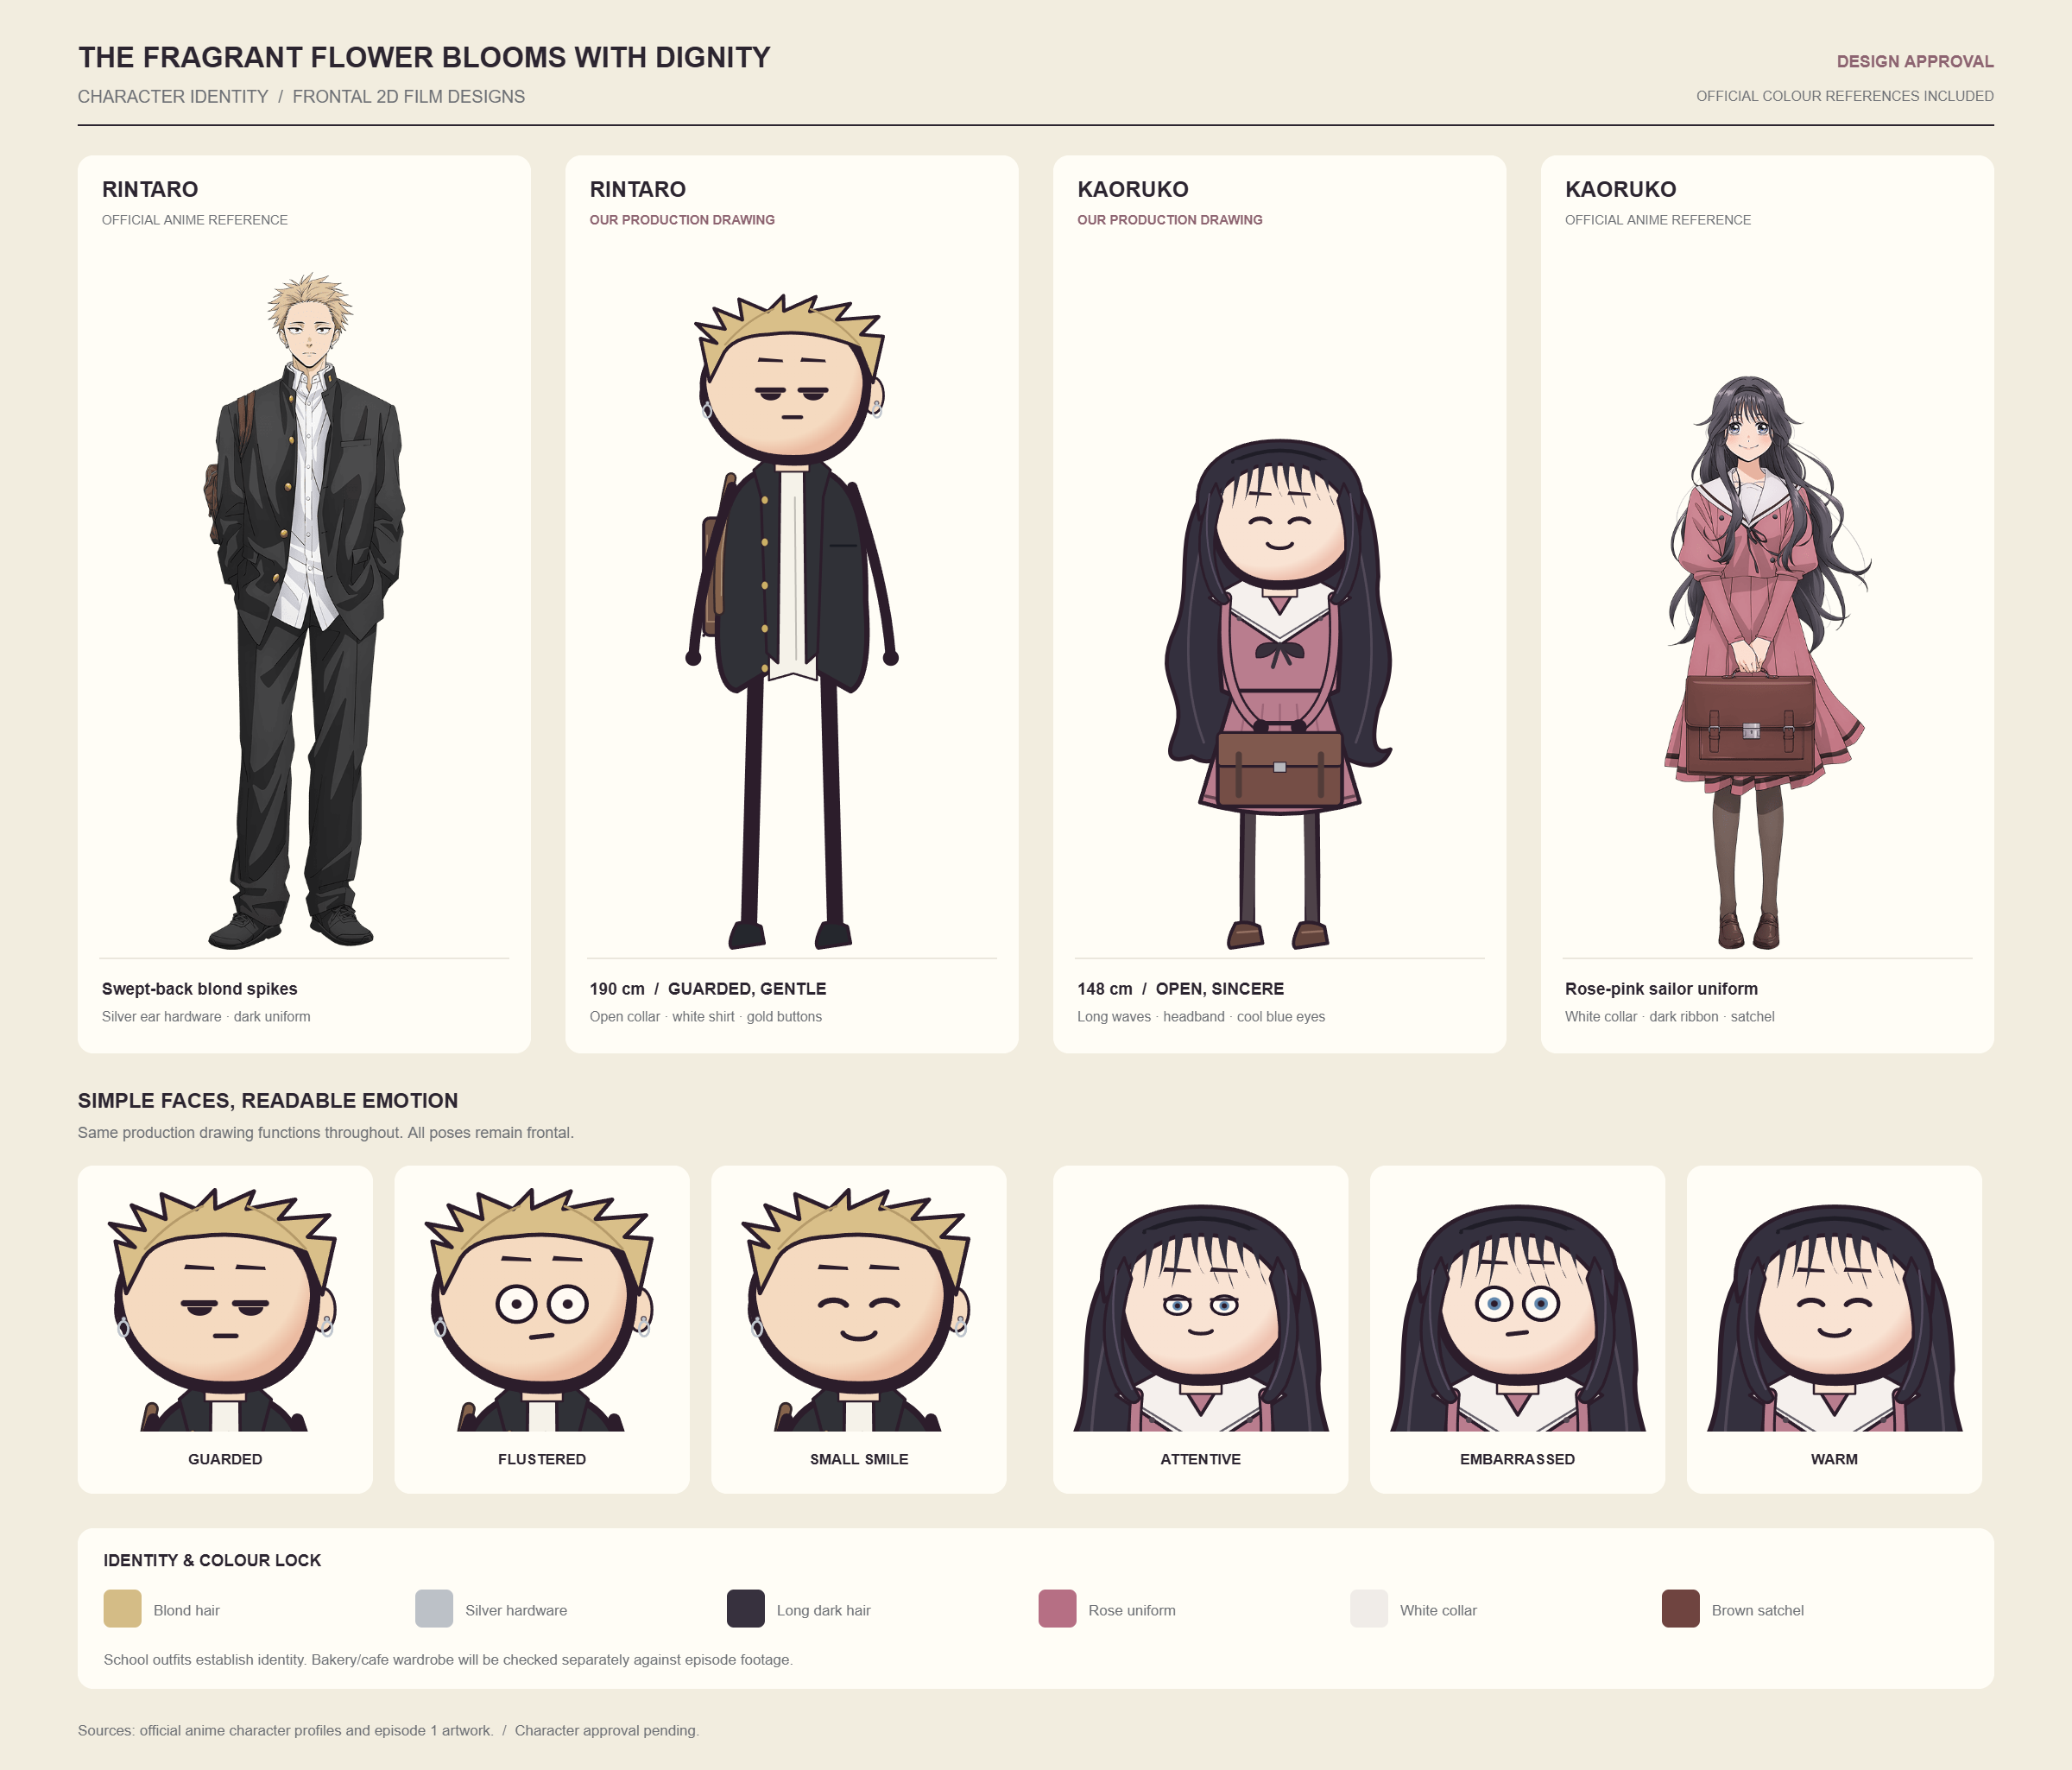 THE FRAGRANT FLOWER BLOOMS WITH DIGNITY
DESIGN APPROVAL
CHARACTER IDENTITY / FRONTAL 2D FILM DESIGNS
OFFICIAL COLOUR REFERENCES INCLUDED
RINTARO
OFFICIAL ANIME REFERENCE
Swept-back blond spikes
Silver ear hardware · dark uniform
RINTARO
OUR PRODUCTION DRAWING
190 cm / GUARDED, GENTLE
Open collar · white shirt · gold buttons
KAORUKO
OUR PRODUCTION DRAWING
148 cm / OPEN, SINCERE
Long waves · headband · cool blue eyes
KAORUKO
OFFICIAL ANIME REFERENCE
Rose-pink sailor uniform
White collar · dark ribbon · satchel
SIMPLE FACES, READABLE EMOTION
Same production drawing functions throughout. All poses remain frontal.
GUARDED
FLUSTERED
SMALL SMILE
ATTENTIVE
EMBARRASSED
WARM
IDENTITY & COLOUR LOCK
Blond hair
Silver hardware
Long dark hair
Rose uniform
White collar
Brown satchel
School outfits establish identity. Bakery/cafe wardrobe will be checked separately against episode footage.
Sources: official anime character profiles and episode 1 artwork. / Character approval pending.